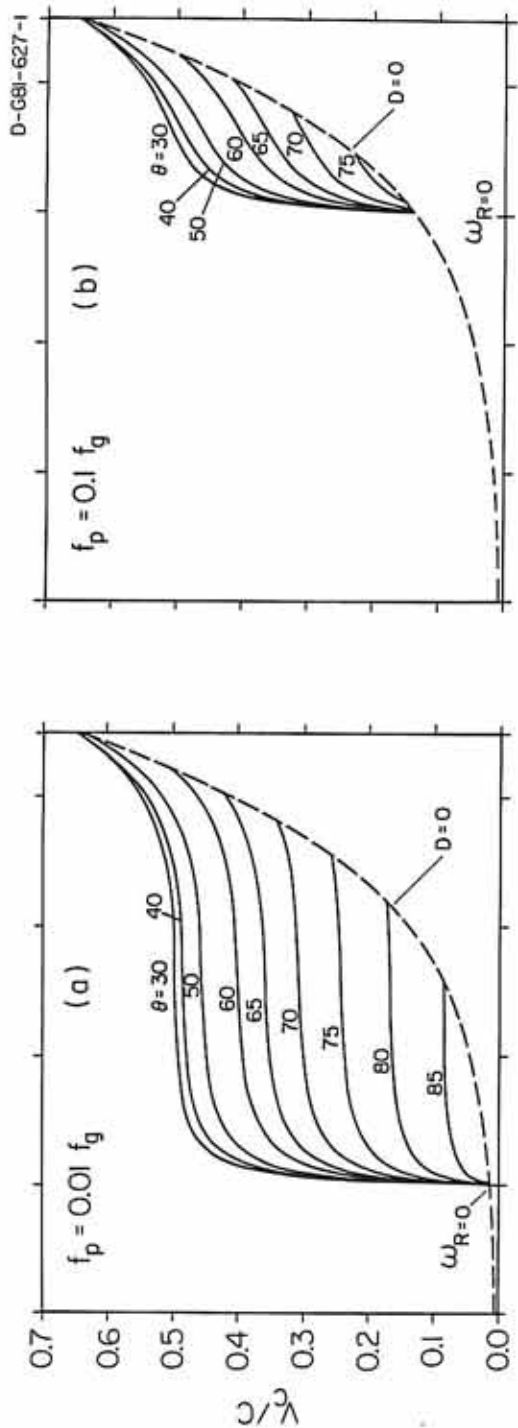 D-G81-627-1
f_p = 0.01 f_g
(a)
0.7
0.6
0.5
0.4
0.3
0.2
0.1
0.0
V_c/C
θ=30
40
50
60
65
70
75
80
85
D=0
ω_R=0
f_p = 0.1 f_g
(b)
θ=30
40
50
60
65
70
75
D=0
ω_R=0